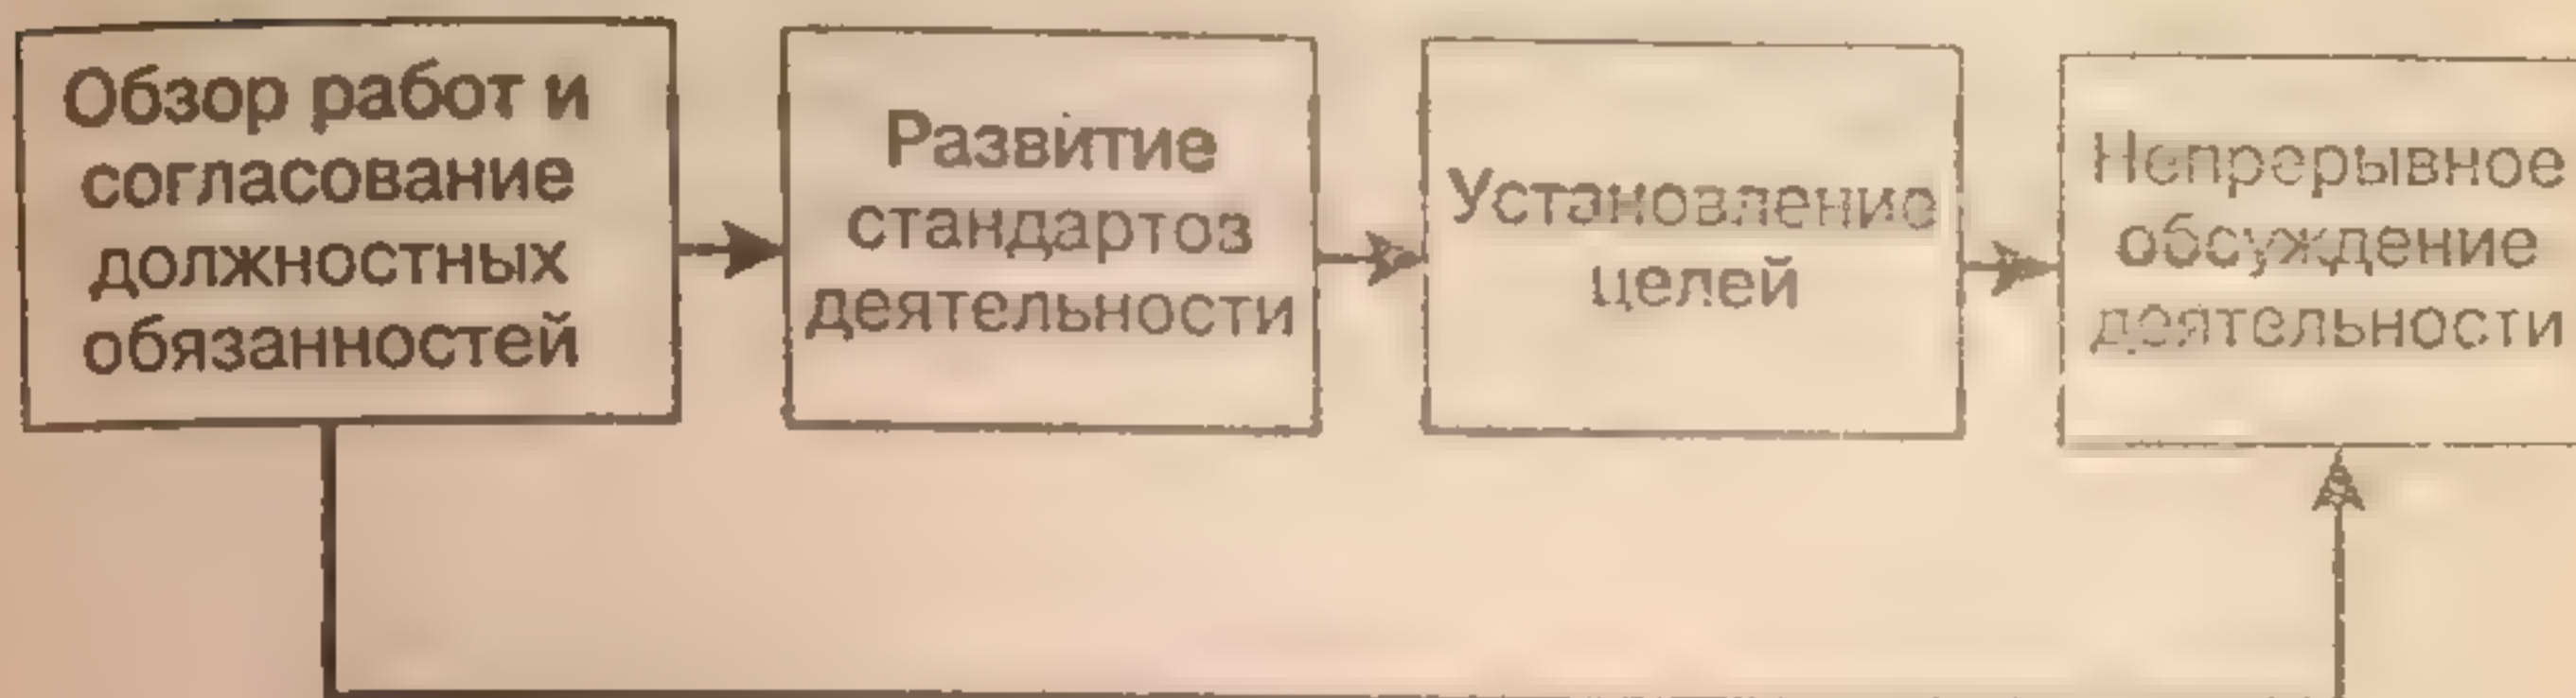 Обзор работ и
согласование
должностных
обязанностей
Развитие
стандартов
деятельности
Установление
целей
Непрерывное
обсуждение
деятельности